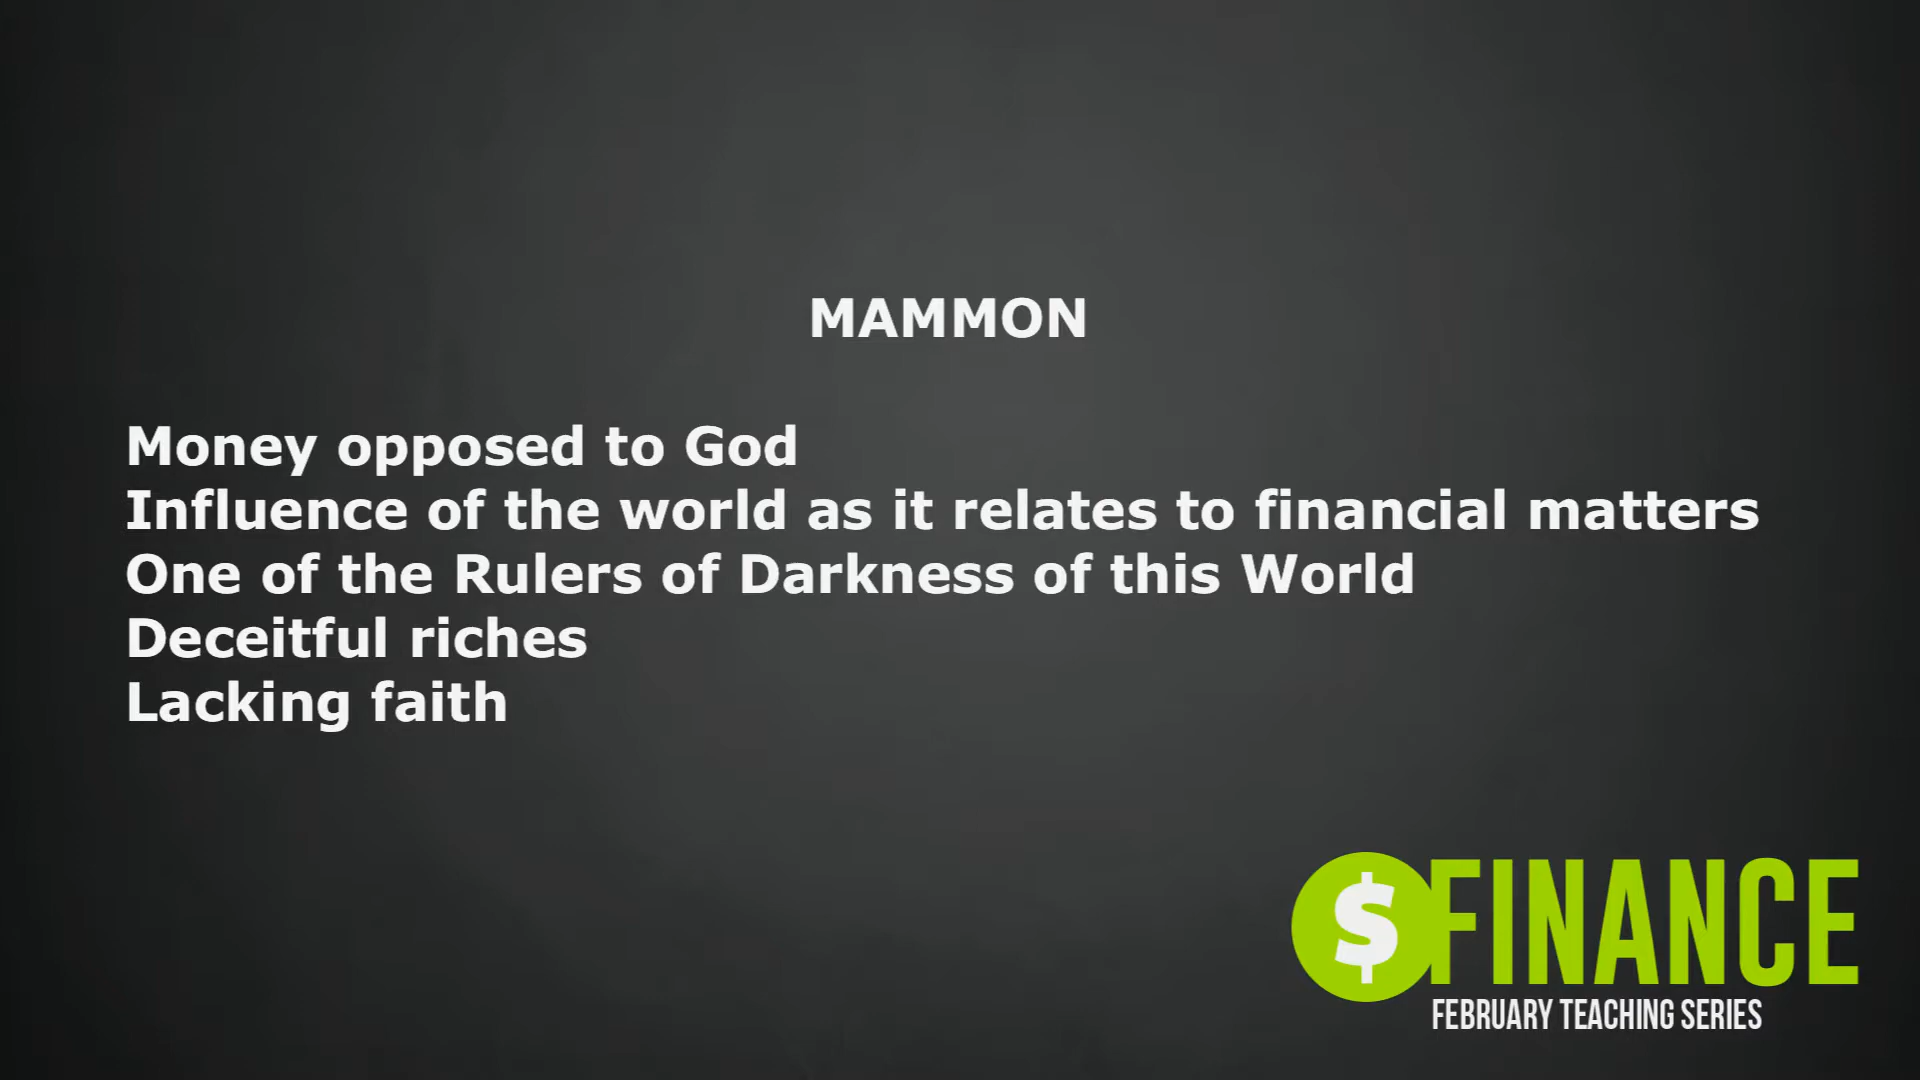 MAMMON
Money opposed to God
Influence of the world as it relates to financial matters
One of the Rulers of Darkness of this World
Deceitful riches
Lacking faith
$ FINANCE
FEBRUARY TEACHING SERIES